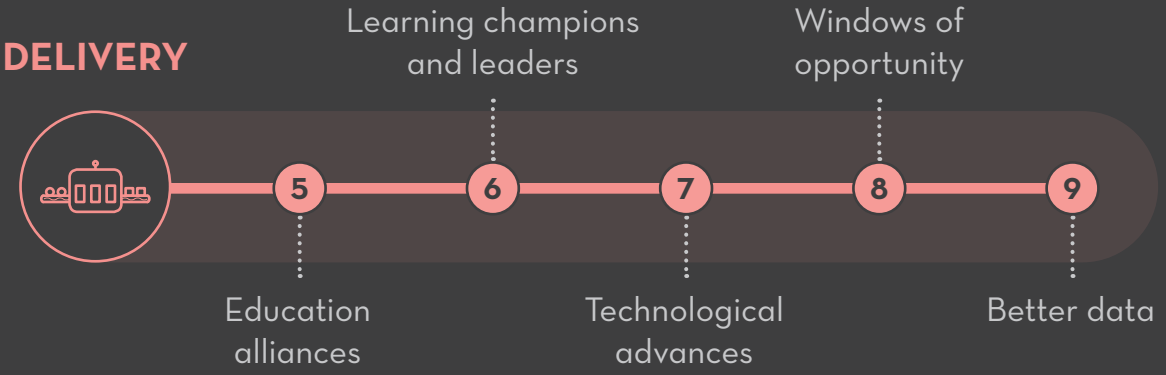 DELIVERY
Learning champions
and leaders
Windows of
opportunity
5
6
7
8
9
Education
alliances
Technological
advances
Better data